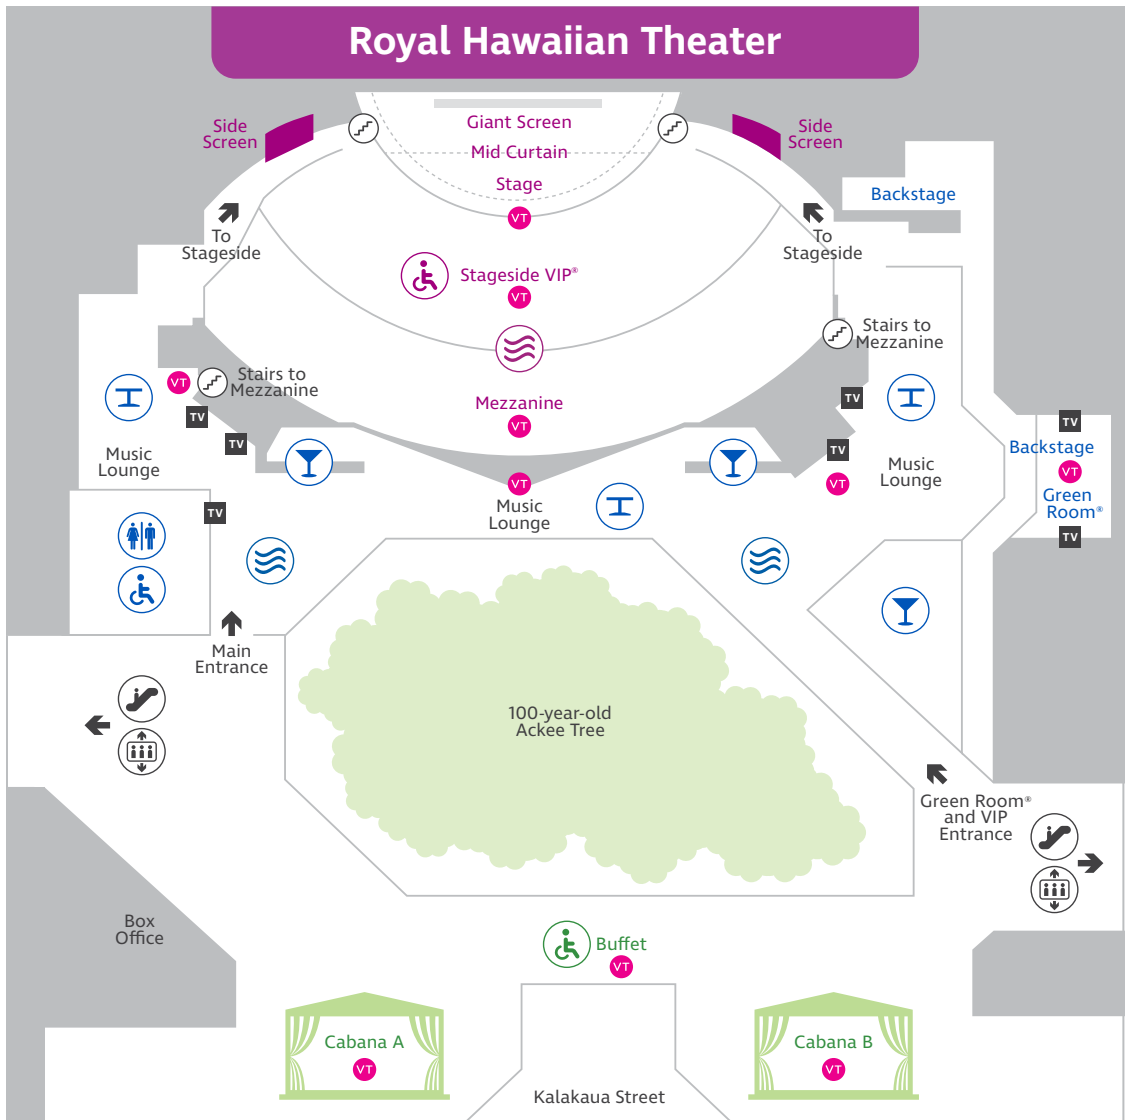 Royal Hawaiian Theater
Side
Screen
Giant Screen
Mid Curtain
Stage
VT
Side
Screen
Backstage
To
Stageside
To
Stageside
Stageside VIP®
VT
Stairs to
Mezzanine
Stairs to
Mezzanine
VT
TV
TV
Mezzanine
VT
TV
TV
VT
TV
Backstage
VT
Green
Room®
TV
Music
Lounge
Music
Lounge
VT
Music
Lounge
TV
Main
Entrance
100-year-old
Ackee Tree
Green Room®
and VIP
Entrance
Box
Office
Buffet
VT
Cabana A
VT
Cabana B
VT
Kalakaua Street